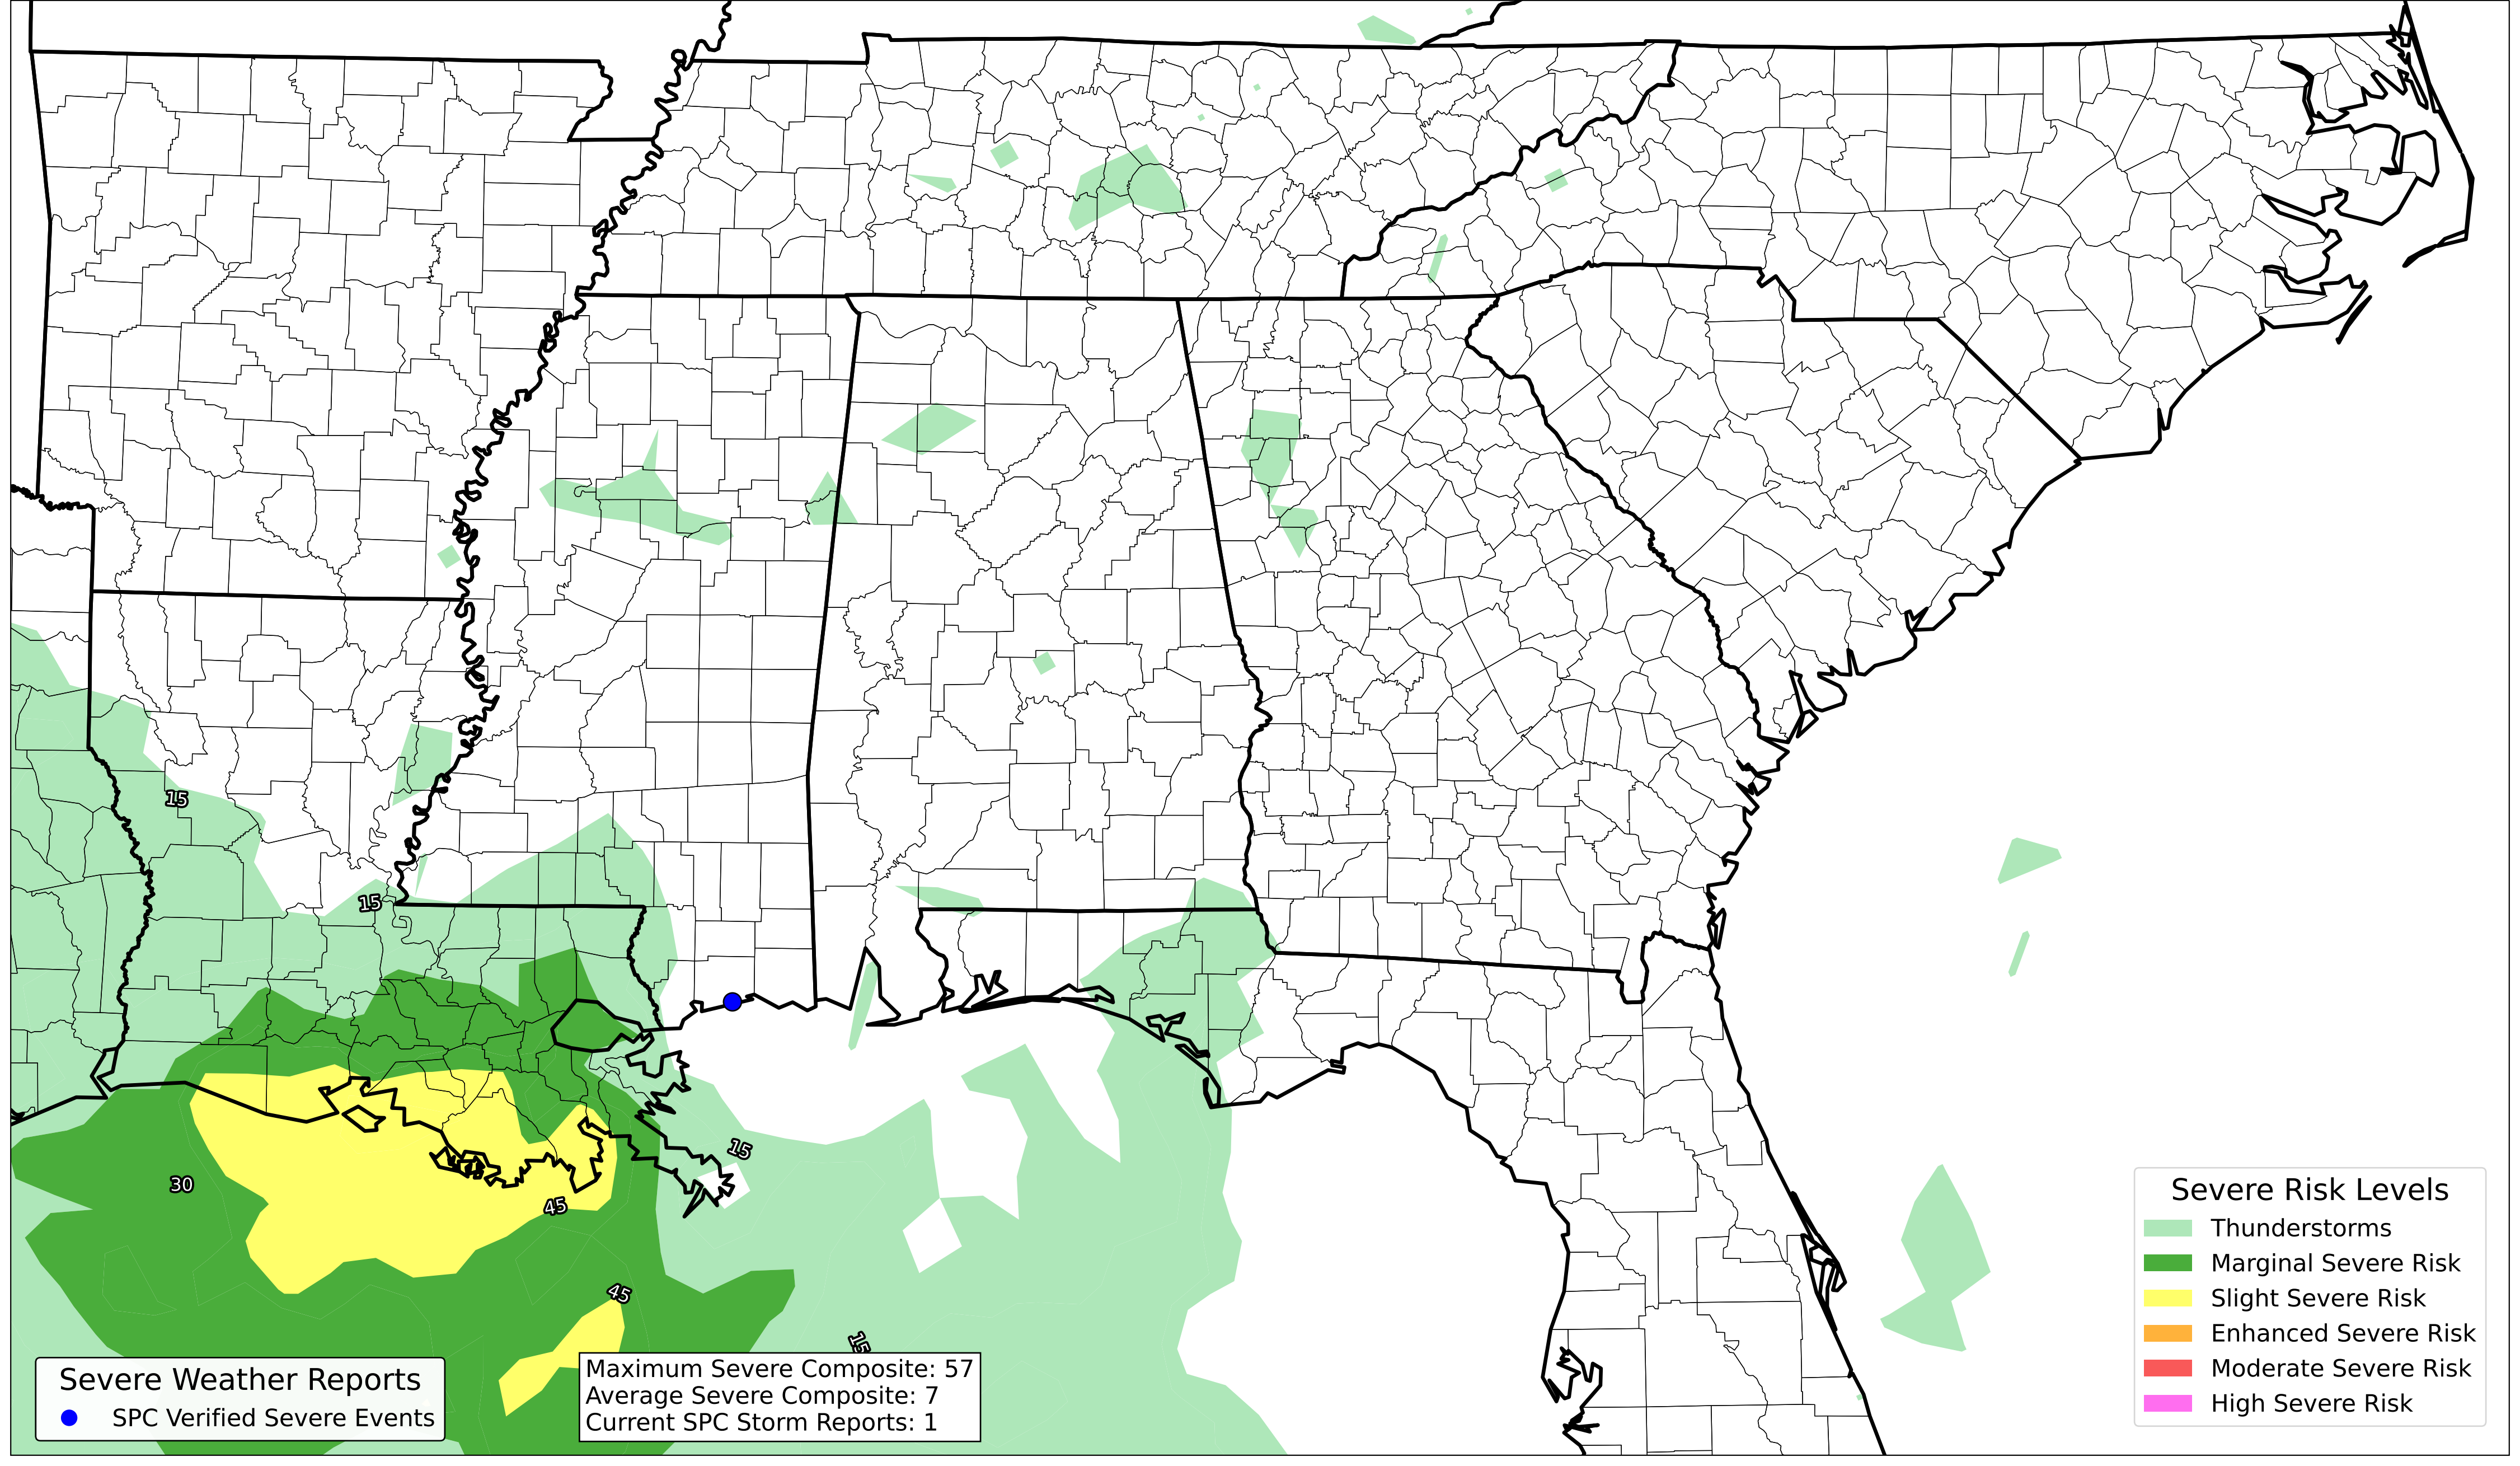 15
15
15
30
45
45
15
Severe Weather Reports
SPC Verified Severe Events
Maximum Severe Composite: 57
Average Severe Composite: 7
Current SPC Storm Reports: 1
Severe Risk Levels
Thunderstorms
Marginal Severe Risk
Slight Severe Risk
Enhanced Severe Risk
Moderate Severe Risk
High Severe Risk